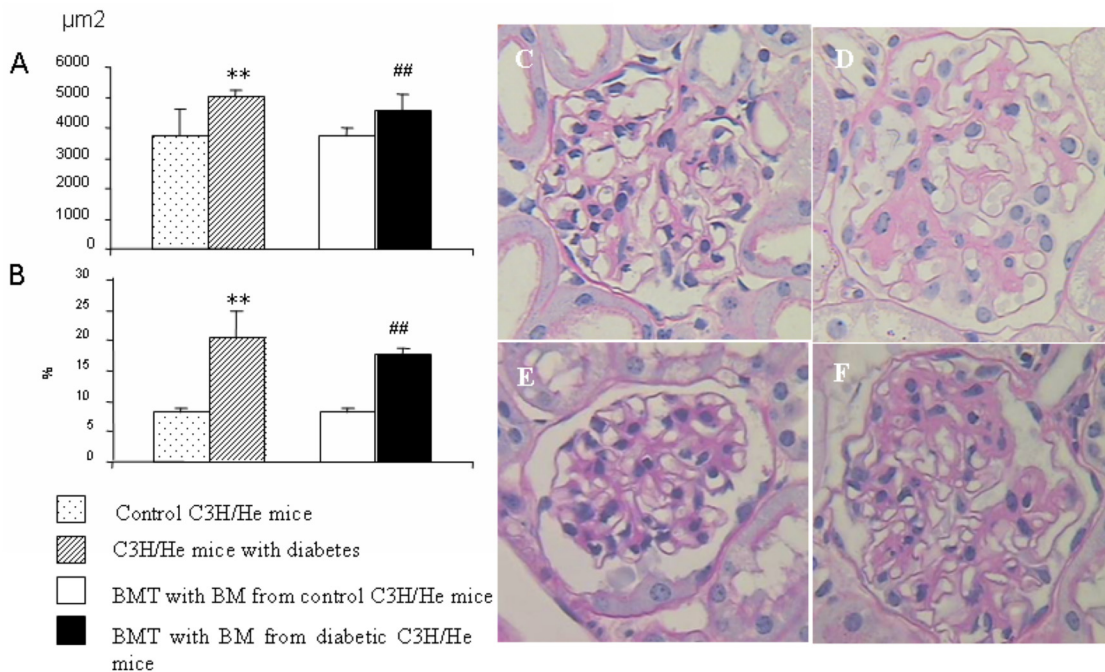 µm2
A
6000
5000
4000
3000
2000
1000
0
**
##
B
30
25
20
15
10
5
0
%
**
##
Control C3H/He mice
C3H/He mice with diabetes
BMT with BM from control C3H/He mice
BMT with BM from diabetic C3H/He
mice
C
D
E
F